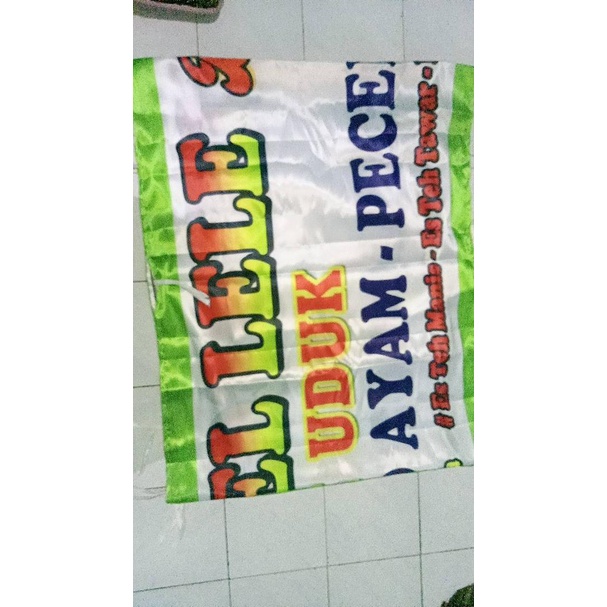 EL LELE &
UDUK
AYAM - PECE
# Es Teh Manis - Es Teh Tawar -